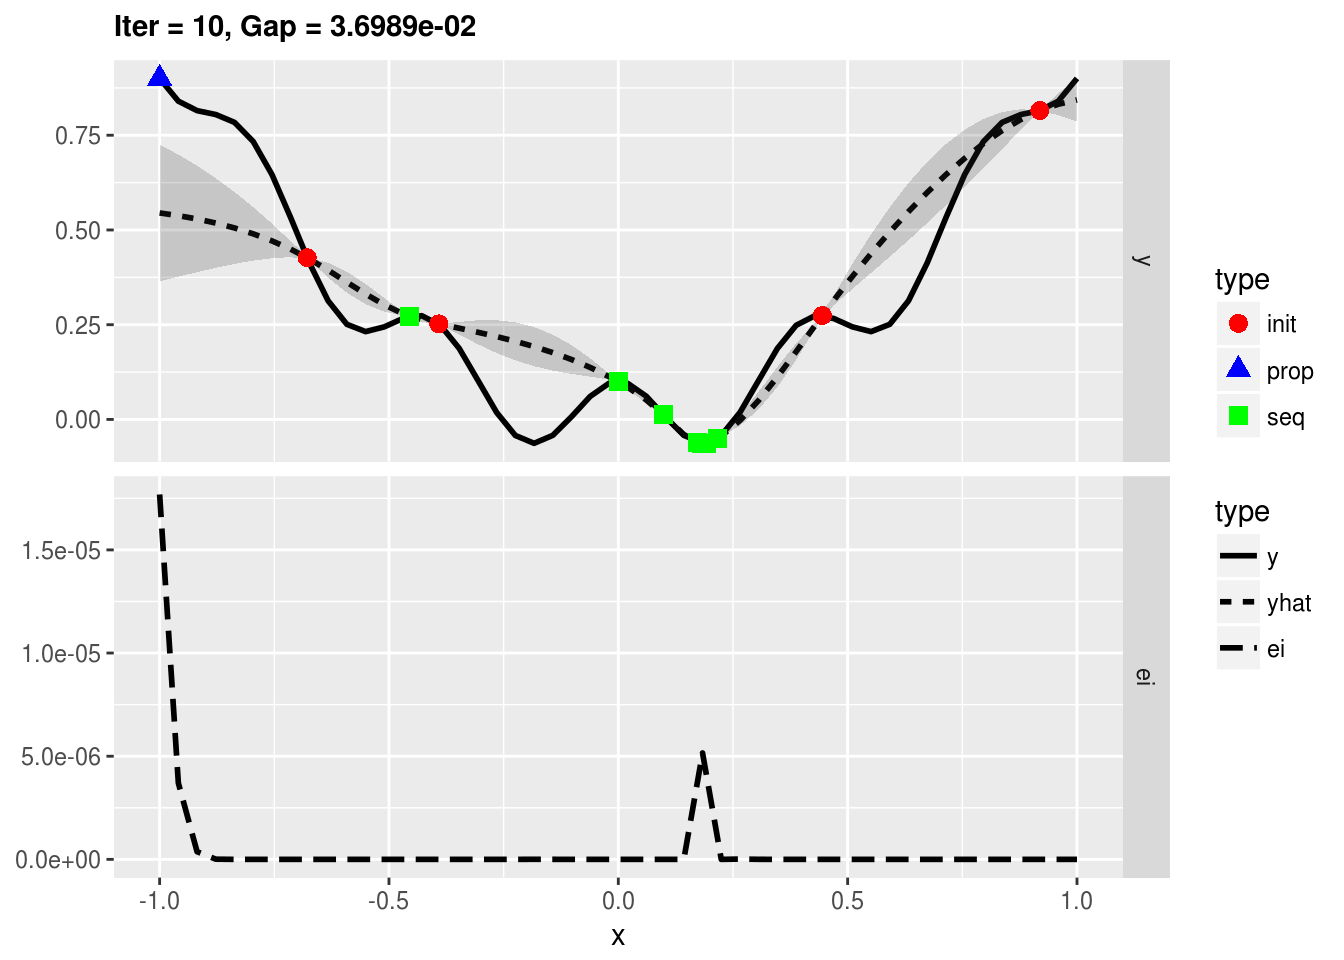 Iter = 10, Gap = 3.6989e-02
0.75
0.50
0.25
0.00
y
1.5e-05
1.0e-05
5.0e-06
0.0e+00
ei
-1.0
-0.5
0.0
0.5
1.0
x
type
init
prop
seq
type
y
yhat
ei